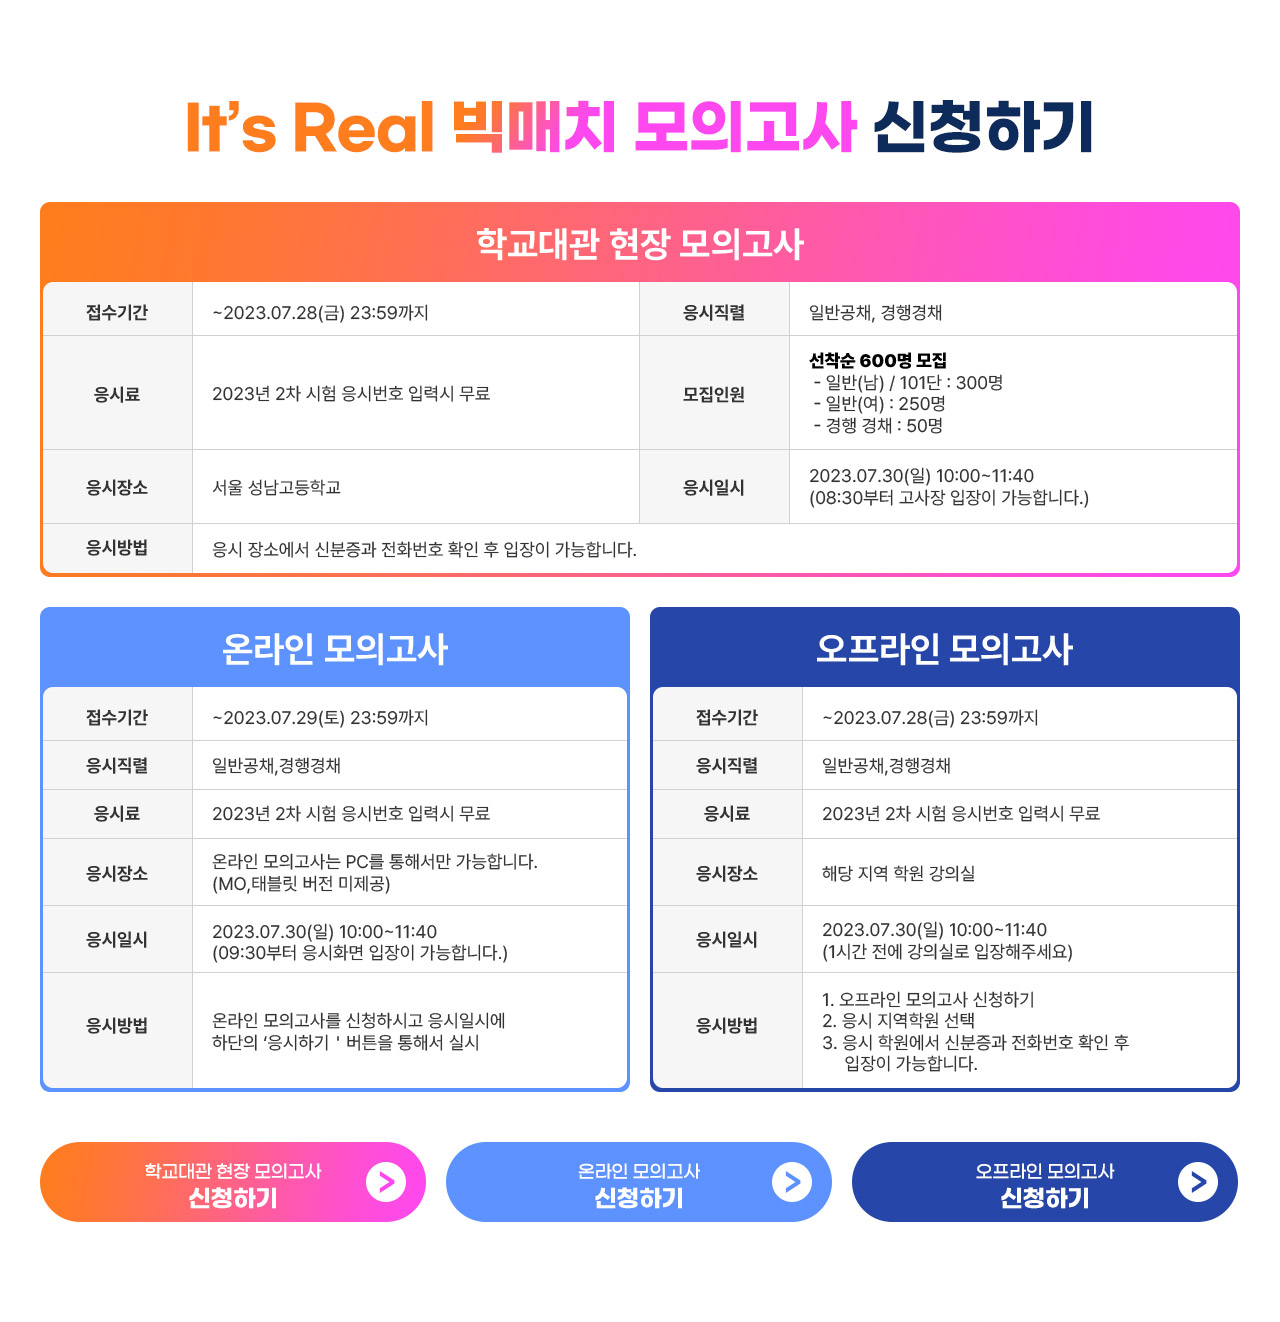 It’s Real 빅매치 모의고사 신청하기
학교대관 현장 모의고사
접수기간
~2023.07.28(금) 23:59까지
응시직렬
일반공채, 경행경채
응시료
2023년 2차 시험 응시번호 입력시 무료
모집인원
선착순 600명 모집
- 일반(남) / 101단 : 300명
- 일반(여) : 250명
- 경행 경채 : 50명
응시장소
서울 성남고등학교
응시일시
2023.07.30(일) 10:00~11:40
(08:30부터 고사장 입장이 가능합니다.)
응시방법
응시 장소에서 신분증과 전화번호 확인 후 입장이 가능합니다.
온라인 모의고사
접수기간
~2023.07.29(토) 23:59까지
응시직렬
일반공채,경행경채
응시료
2023년 2차 시험 응시번호 입력시 무료
응시장소
온라인 모의고사는 PC를 통해서만 가능합니다.
(MO,태블릿 버전 미제공)
응시일시
2023.07.30(일) 10:00~11:40
(09:30부터 응시화면 입장이 가능합니다.)
응시방법
온라인 모의고사를 신청하시고 응시일시에
하단의 ‘응시하기 ' 버튼을 통해서 실시
오프라인 모의고사
접수기간
~2023.07.28(금) 23:59까지
응시직렬
일반공채,경행경채
응시료
2023년 2차 시험 응시번호 입력시 무료
응시장소
해당 지역 학원 강의실
응시일시
2023.07.30(일) 10:00~11:40
(1시간 전에 강의실로 입장해주세요)
응시방법
1. 오프라인 모의고사 신청하기
2. 응시 지역학원 선택
3. 응시 학원에서 신분증과 전화번호 확인 후
입장이 가능합니다.
학교대관 현장 모의고사
신청하기
온라인 모의고사
신청하기
오프라인 모의고사
신청하기